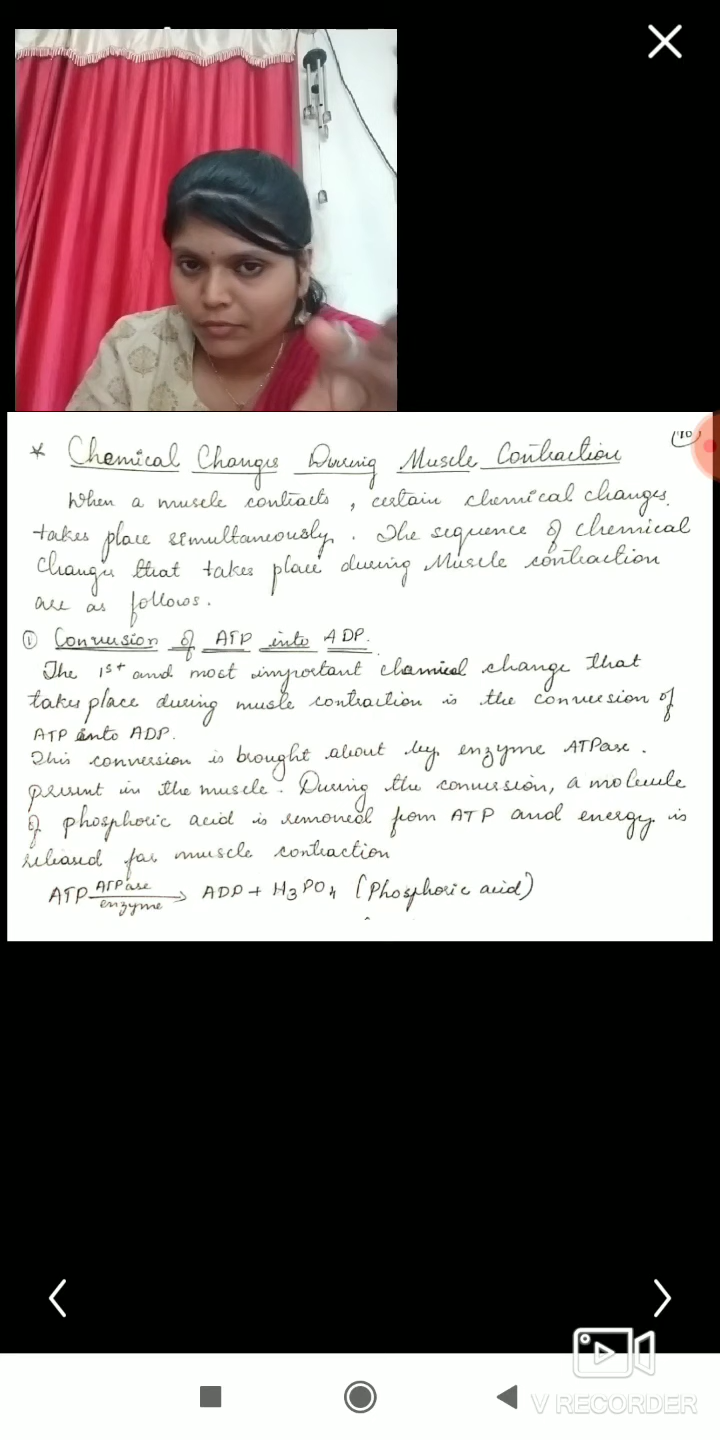 (10)
* Chemical Changes During Muscle Contraction
When a muscle contracts, certain chemical changes
takes place simultaneously. The sequence of chemical
changes that takes place during Muscle contraction
are as follows.
① Conversion of ATP into ADP.
The 1st and most important chemical change that
takes place during muscle contraction is the conversion of
ATP into ADP.
This conversion is brought about by enzyme ATPase.
present in the muscle. During the conversion, a molecule
of phosphoric acid is removed from ATP and energy is
released for muscle contraction
ATP ATPase enzyme → ADP + H3PO4 (Phosphoric acid)
V RECORDER